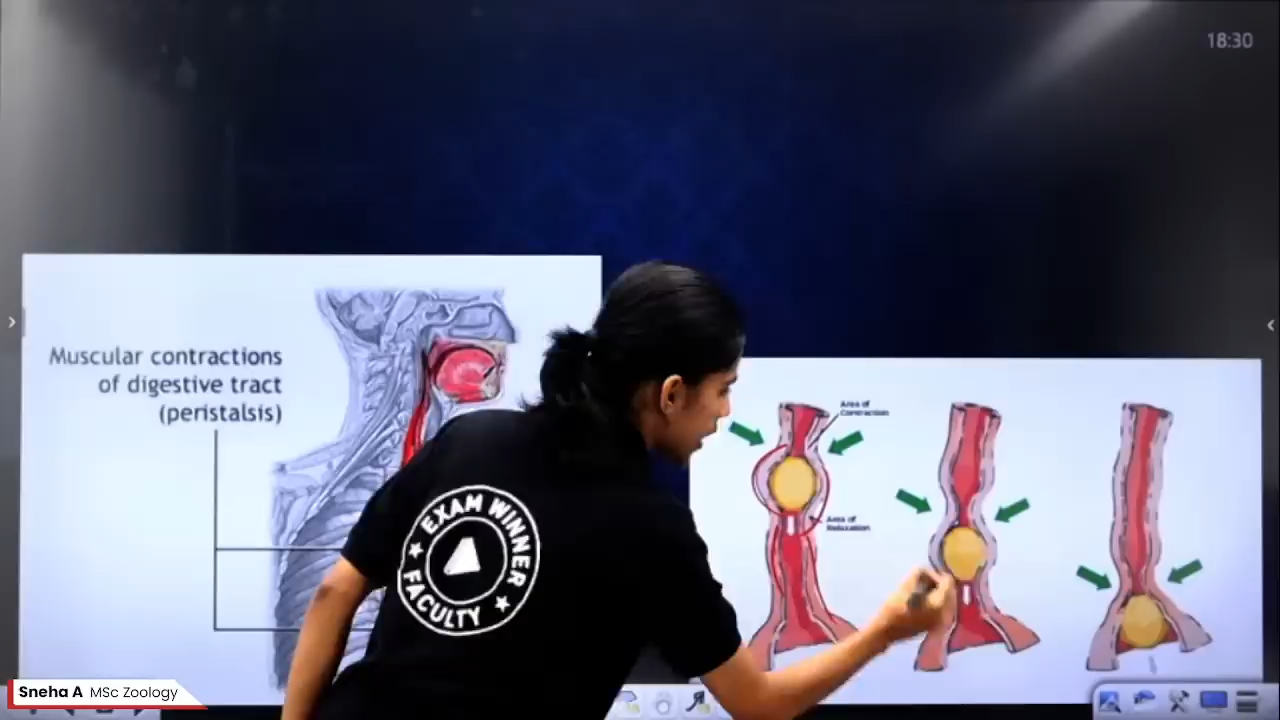 18:30
Muscular contractions
of digestive tract
(peristalsis)
Area of
Contraction
Area of
Relaxation
EXAM WINNER
FACULTY
Sneha A MSc Zoology